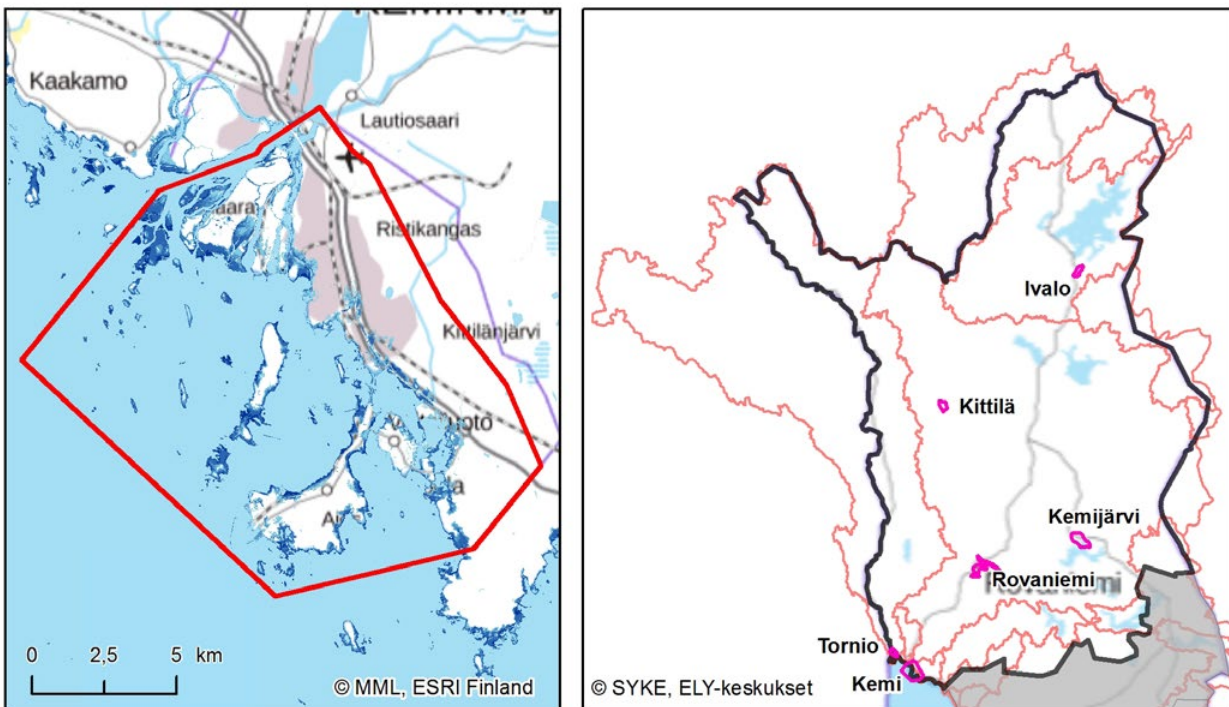 Kaakamo
Lautiosaari
Ristikangas
0 2,5 5 km
© MML, ESRI Finland
Ivalo
Kittilä
Kemijärvi
Rovaniemi
Rovaniemi
Tornio
Kemi
© SYKE, ELY-keskukset